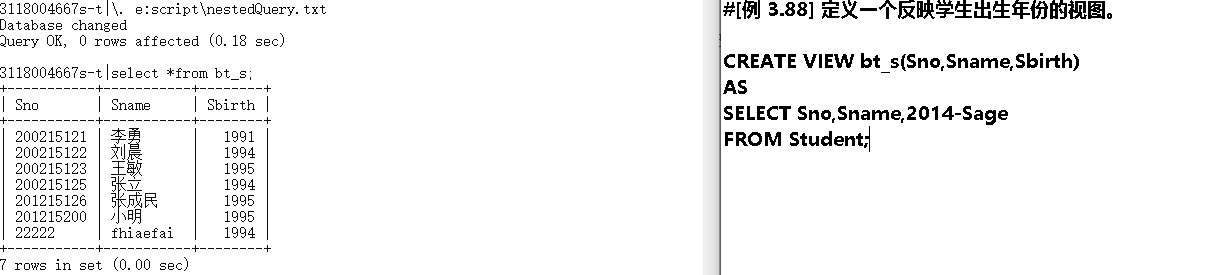 3118004667s-t|\. e:script\nestedQuery.txt
Database changed
Query OK, 0 rows affected (0.18 sec)
3118004667s-t|select *from bt_s;
+-----------+-----------+--------+
| Sno | Sname | Sbirth |
+-----------+-----------+--------+
| 200215121 | 李勇 | 1991 |
| 200215122 | 刘晨 | 1994 |
| 200215123 | 王敏 | 1995 |
| 200215125 | 张立 | 1994 |
| 201215126 | 张成民 | 1995 |
| 201215200 | 小明 | 1995 |
| 22222 | fhiaefai | 1994 |
+-----------+-----------+--------+
7 rows in set (0.00 sec)
#[例 3.88] 定义一个反映学生出生年份的视图。
CREATE VIEW bt_s(Sno,Sname,Sbirth)
AS
SELECT Sno,Sname,2014-Sage
FROM Student;